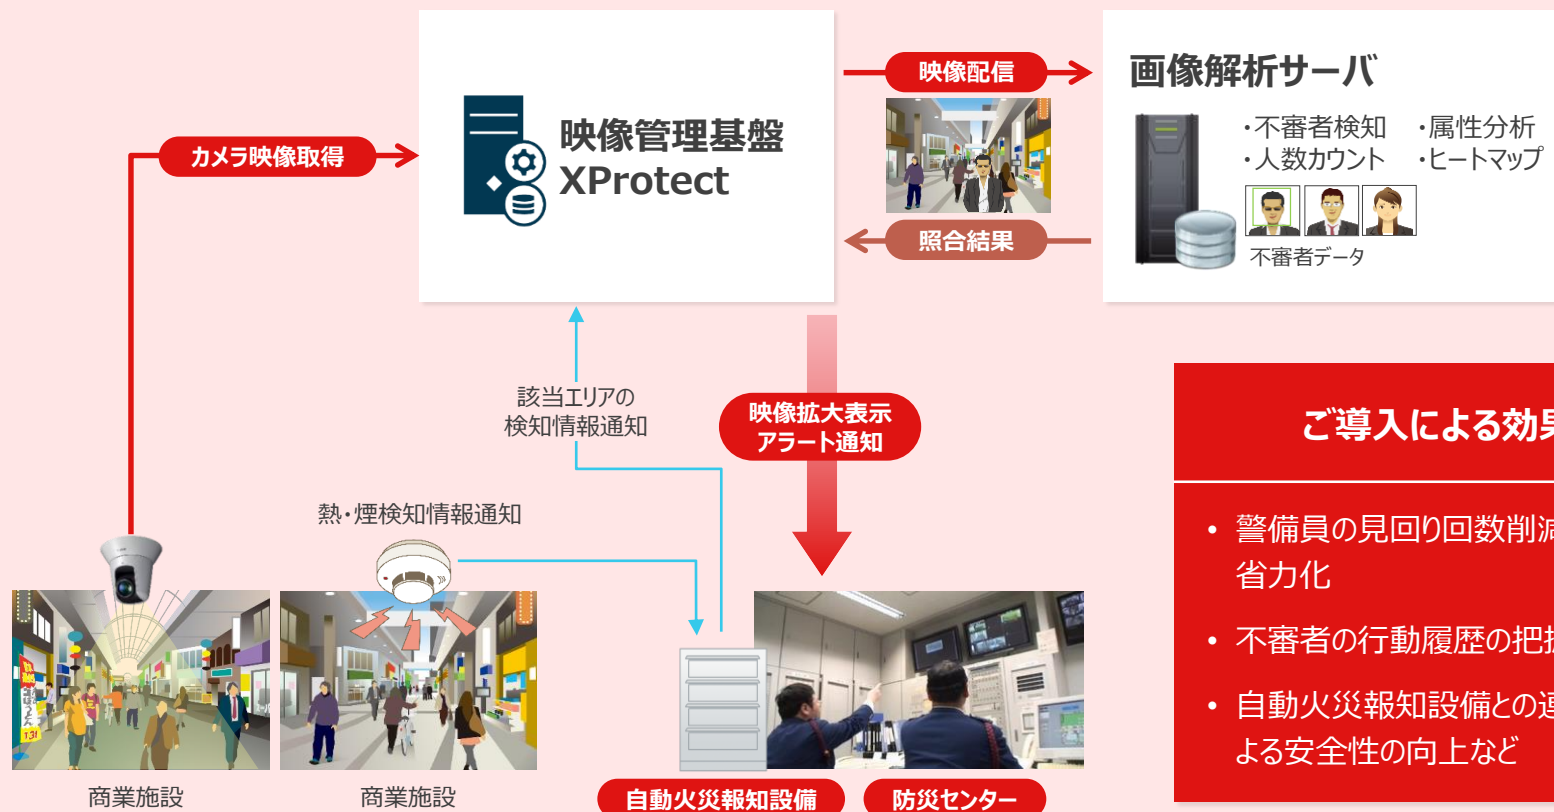 映像配信
画像解析サーバ
・不審者検知 ・属性分析
・人数カウント ・ヒートマップ
不審者データ
カメラ映像取得
映像管理基盤
XProtect
照合結果
該当エリアの
検知情報通知
映像拡大表示
アラート通知
熱・煙検知情報通知
商業施設
商業施設
自動火災報知設備
防災センター
ご導入による効果
• 警備員の見回り回数削減
省力化
• 不審者の行動履歴の把握
• 自動火災報知設備との連
よる安全性の向上など